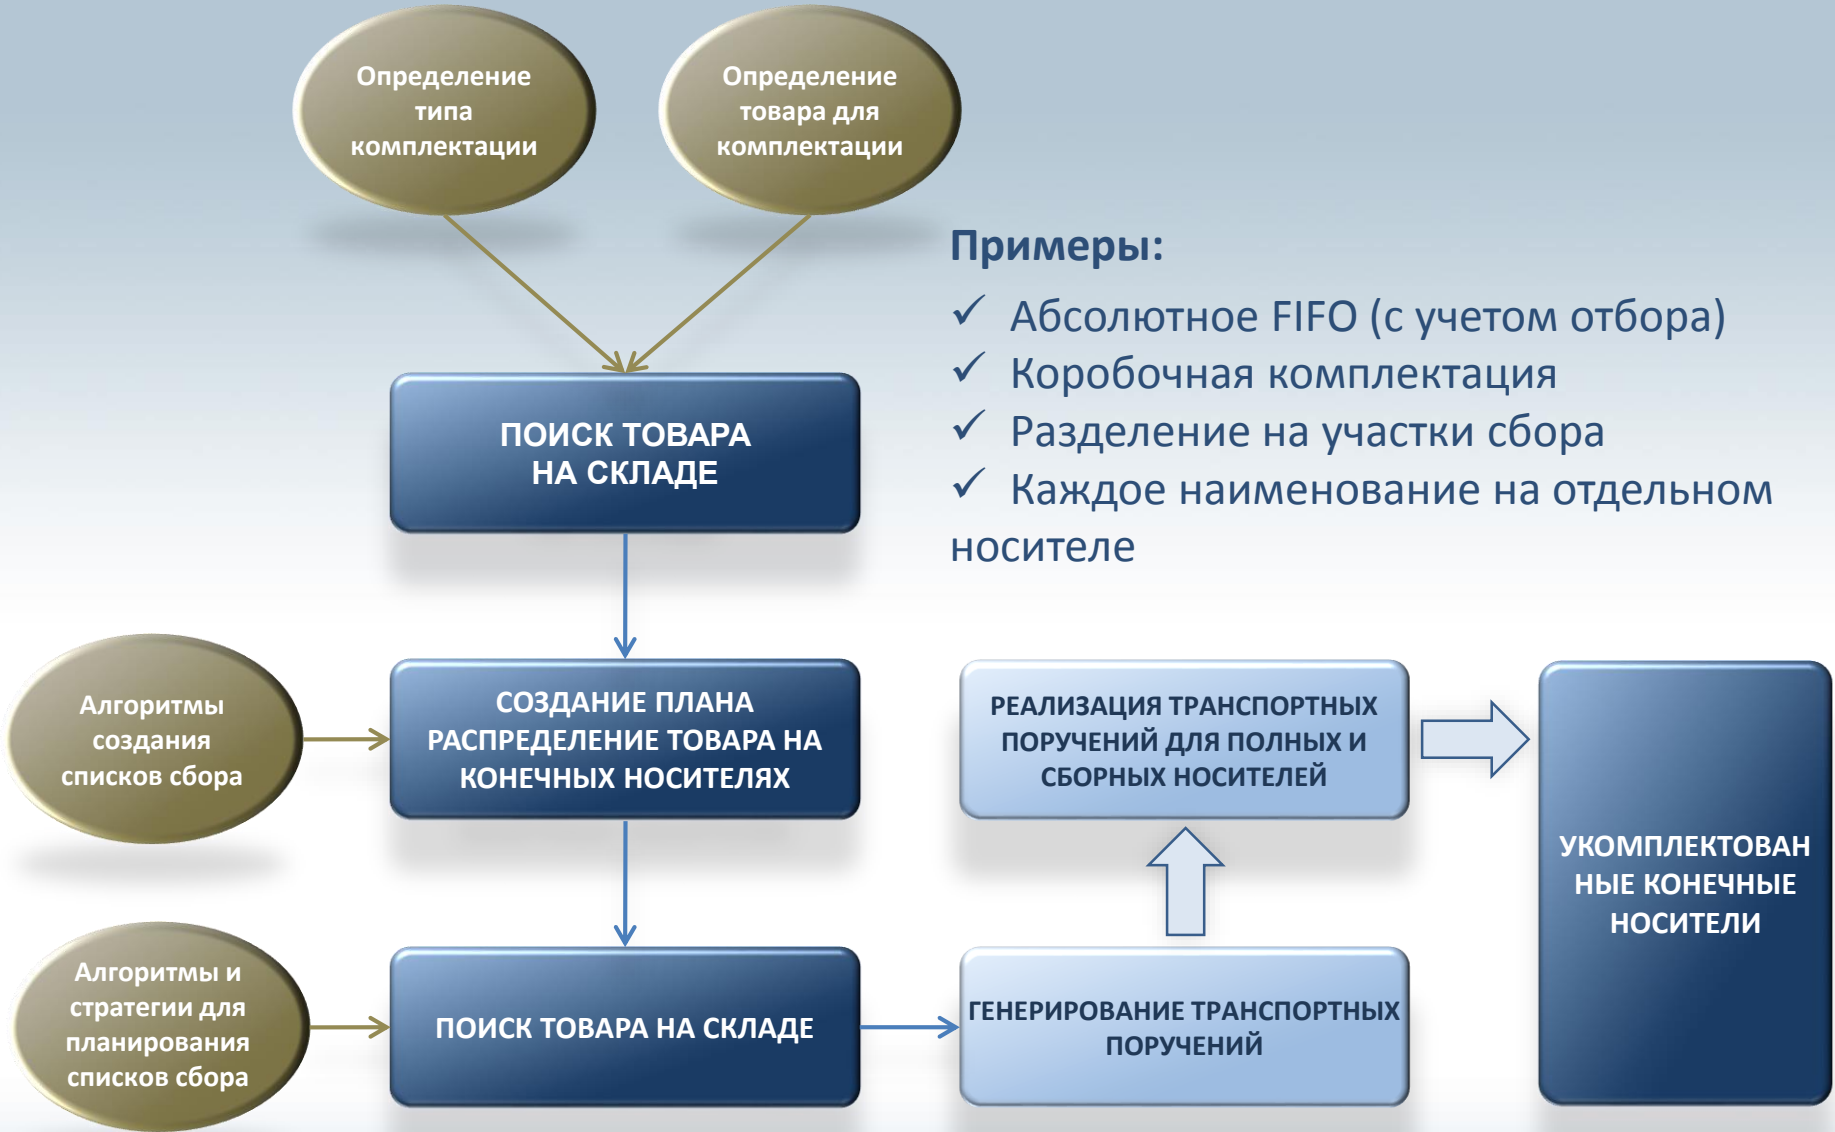 Определение
типа
комплектации
Определение
товара для
комплектации
Примеры:
✓ Абсолютное FIFO (с учетом отбора)
✓ Коробочная комплектация
✓ Разделение на участки сбора
✓ Каждое наименование на отдельном
носителе
ПОИСК ТОВАРА
НА СКЛАДЕ
Алгоритмы
создания
списков сбора
СОЗДАНИЕ ПЛАНА
РАСПРЕДЕЛЕНИЕ ТОВАРА НА
КОНЕЧНЫХ НОСИТЕЛЯХ
РЕАЛИЗАЦИЯ ТРАНСПОРТНЫХ
ПОРУЧЕНИЙ ДЛЯ ПОЛНЫХ И
СБОРНЫХ НОСИТЕЛЕЙ
УКОМПЛЕКТОВАН
НЫЕ КОНЕЧНЫЕ
НОСИТЕЛИ
Алгоритмы и
стратегии для
планирования
списков сбора
ПОИСК ТОВАРА НА СКЛАДЕ
ГЕНЕРИРОВАНИЕ ТРАНСПОРТНЫХ
ПОРУЧЕНИЙ